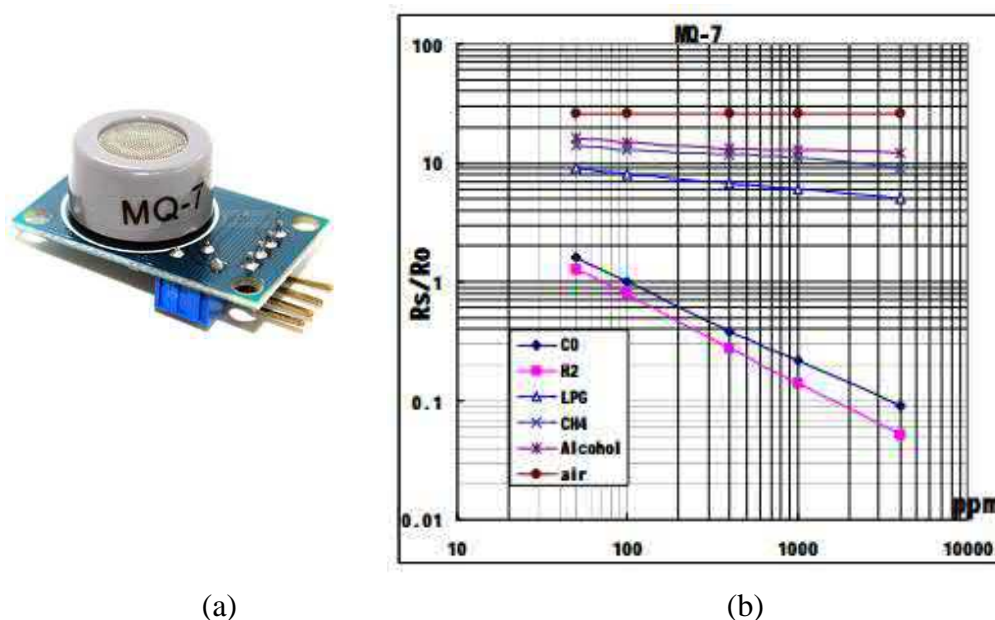 MQ-7
MQ-7
100
10
1
0.1
0.01
Rs/Ro
CO
H2
LPG
CH4
Alcohol
air
ppm
10
100
1000
10000
(a)
(b)